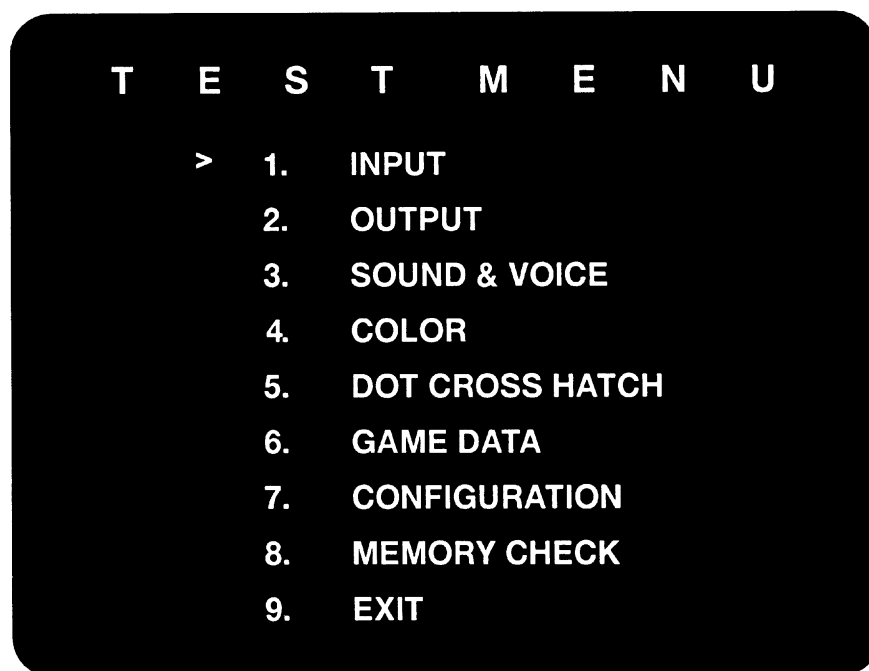 T E S T M E N U
> 1. INPUT
2. OUTPUT
3. SOUND & VOICE
4. COLOR
5. DOT CROSS HATCH
6. GAME DATA
7. CONFIGURATION
8. MEMORY CHECK
9. EXIT